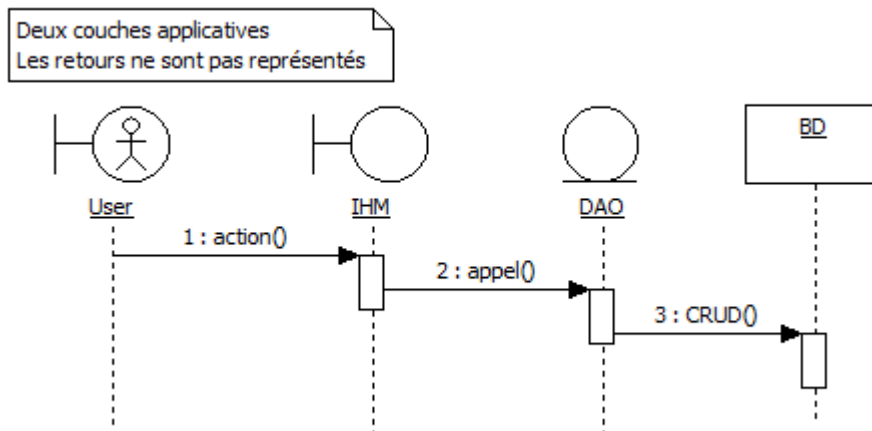 Deux couches applicatives
Les retours ne sont pas représentés
BD
User
IHM
DAO
1 : action()
2 : appel()
3 : CRUD()